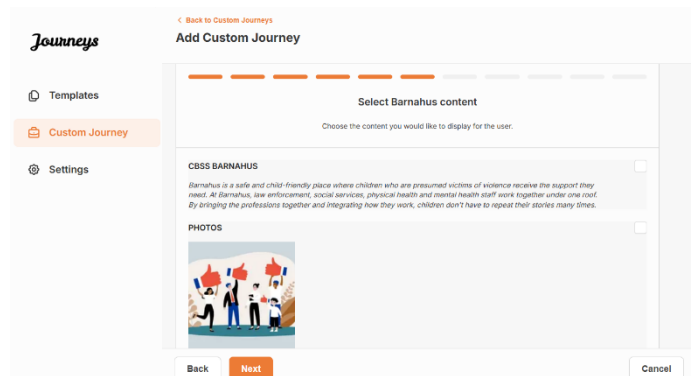 Back to Custom Journeys
Journeys
Add Custom Journey
Templates
Custom Journey
Settings
Select Barnahus content
Choose the content you would like to display for the user.
CBSS BARNAHUS
Barnahus is a safe and child-friendly place where children who are presumed victims of violence receive the support they
need. At Barnahus, law enforcement, social services, physical health and mental health staff work together under one roof.
By bringing the professions together and integrating how they work, children don't have to repeat their stories many times.
PHOTOS
Back
Next
Cancel